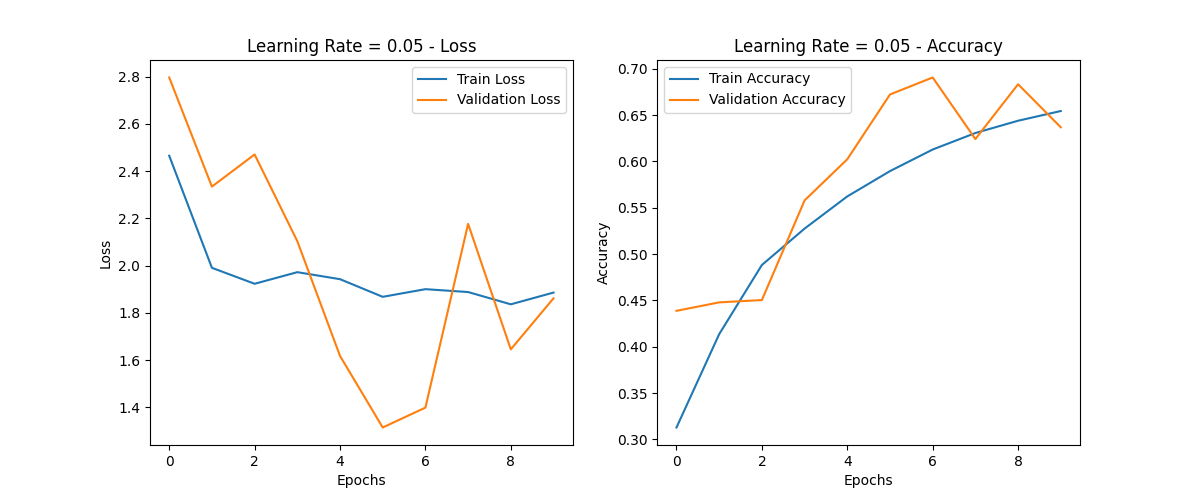 Learning Rate = 0.05 - Loss
Train Loss
Validation Loss
2.8
2.6
2.4
2.2
2.0
1.8
1.6
1.4
Loss
0 2 4 6 8
Epochs
Learning Rate = 0.05 - Accuracy
Train Accuracy
Validation Accuracy
0.70
0.65
0.60
0.55
0.50
0.45
0.40
0.35
0.30
Accuracy
0 2 4 6 8
Epochs